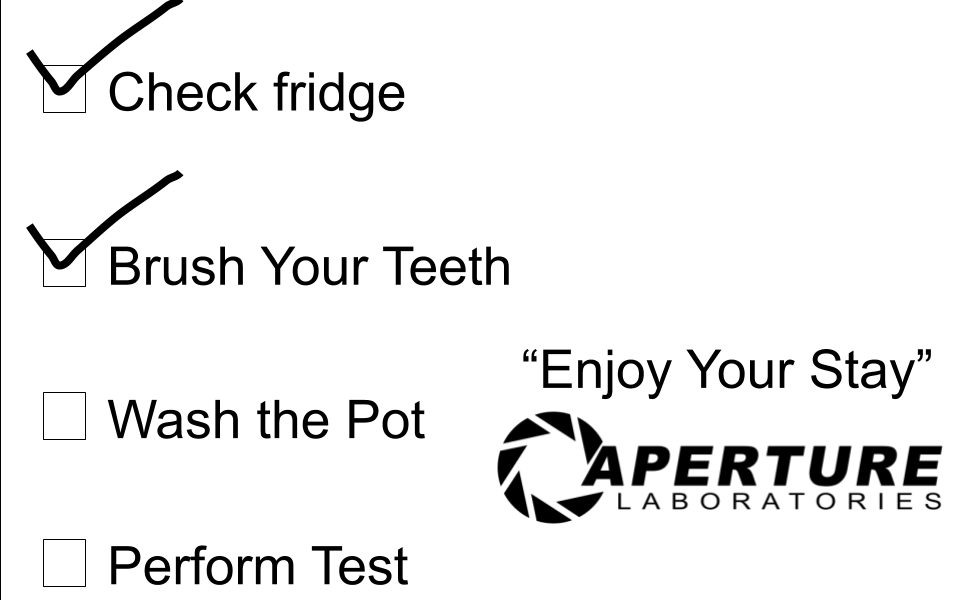 Check fridge
Brush Your Teeth
Wash the Pot
Perform Test
“Enjoy Your Stay”
APERTURE
LABORATORIES